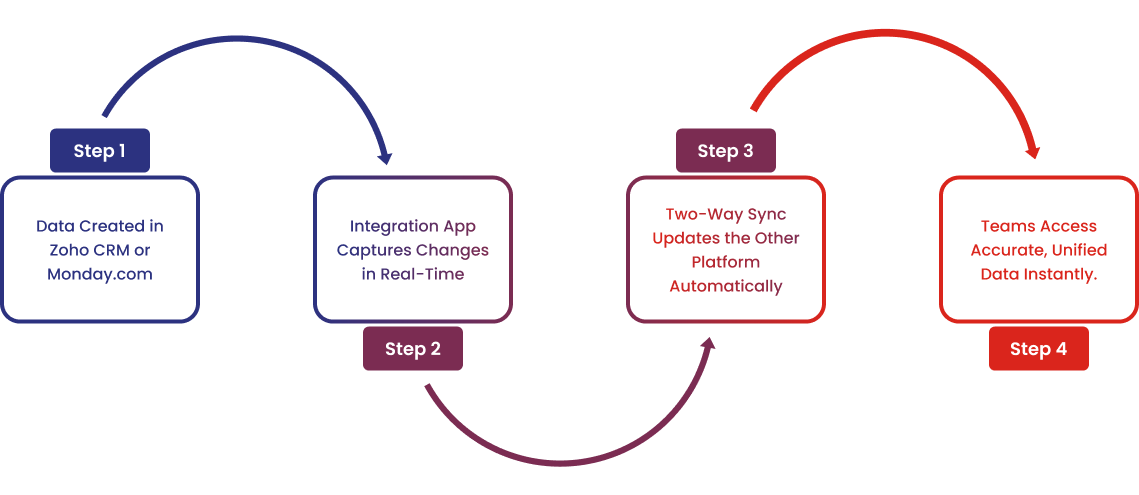 Step 1
Data Created in
Zoho CRM or
Monday.com
Integration App
Captures Changes
in Real-Time
Step 2
Step 3
Two-Way Sync
Updates the Other
Platform
Automatically
Teams Access
Accurate, Unified
Data Instantly.
Step 4